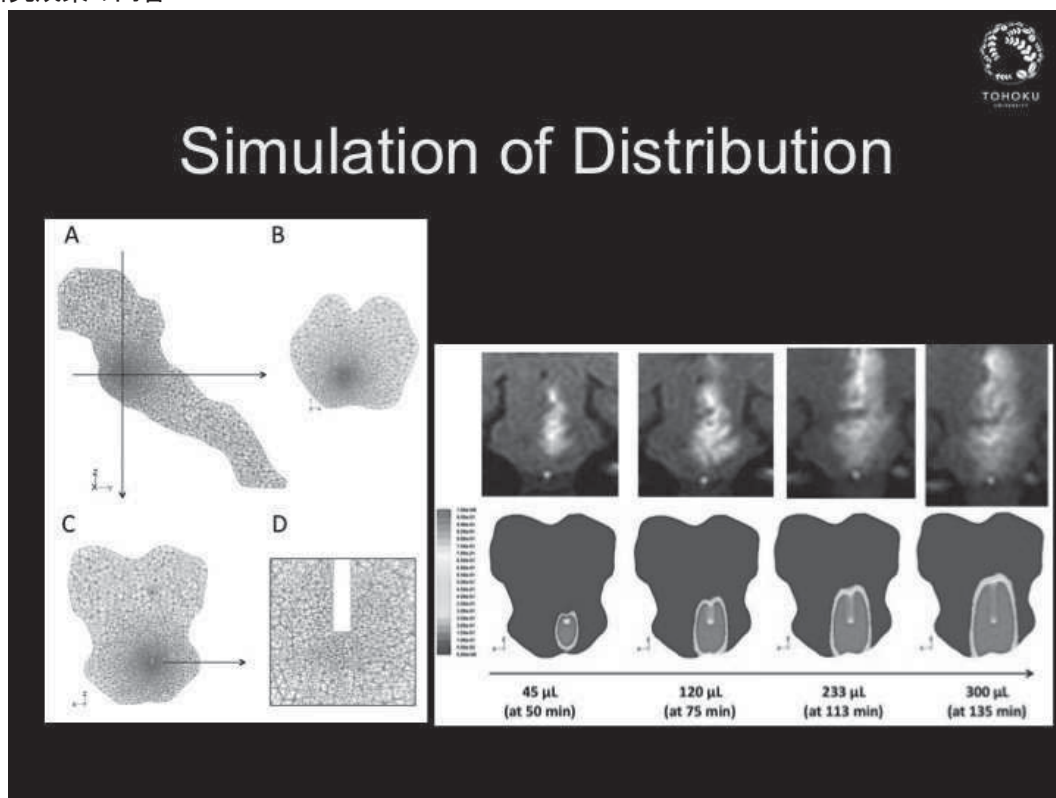 TOHOKU
UNIVERSITY
Simulation of Distribution
A
B
C
D
45 µL
(at 50 min)
120 µL
(at 75 min)
233 µL
(at 113 min)
300 µL
(at 135 min)